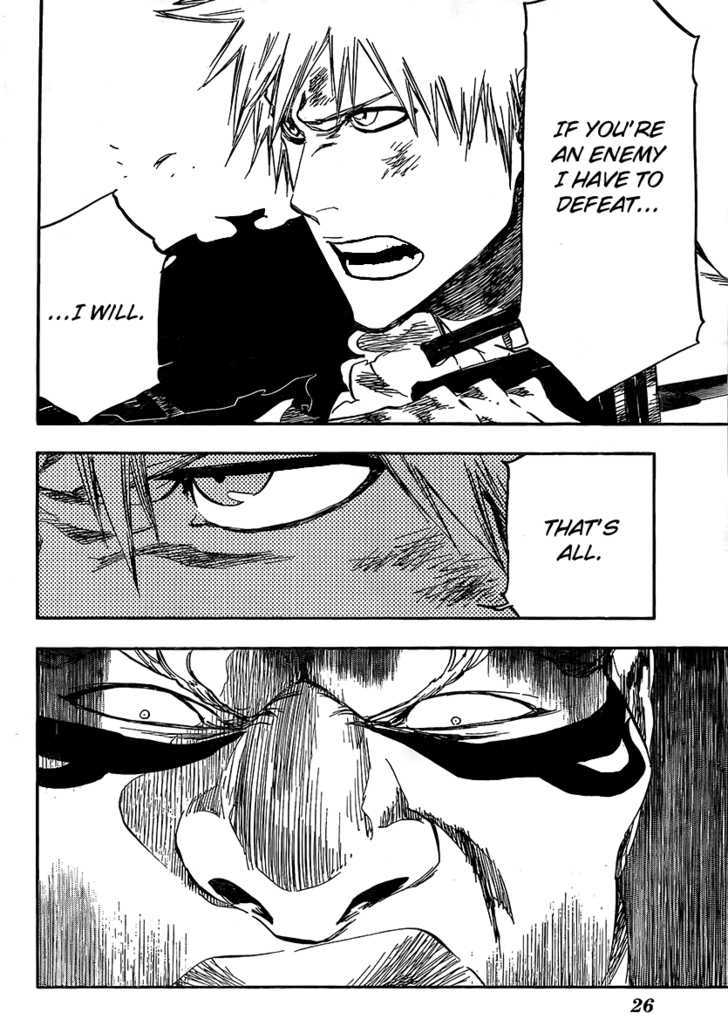 IF YOU'RE
AN ENEMY
I HAVE TO
DEFEAT...
...I WILL.
THAT'S
ALL.
26